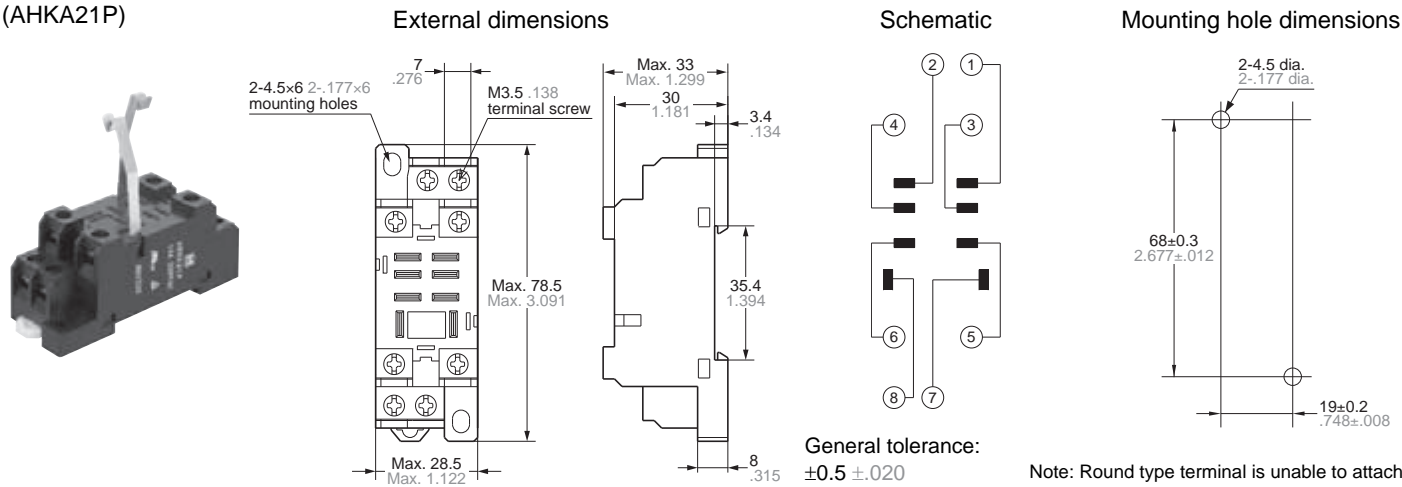 (AHKA21P)
External dimensions
Schematic
Mounting hole dimensions
7
.276
2-4.5×6 2-.177×6
mounting holes
M3.5 .138
terminal screw
Max. 78.5
Max. 3.091
Max. 28.5
Max. 1.122
Max. 33
Max. 1.299
30
1.181
3.4
.134
35.4
1.394
8
.315
2
1
4
3
6
5
8
7
General tolerance:
±0.5 ±.020
2-4.5 dia.
2-.177 dia.
68±0.3
2.677±.012
19±0.2
.748±.008
Note: Round type terminal is unable to attach